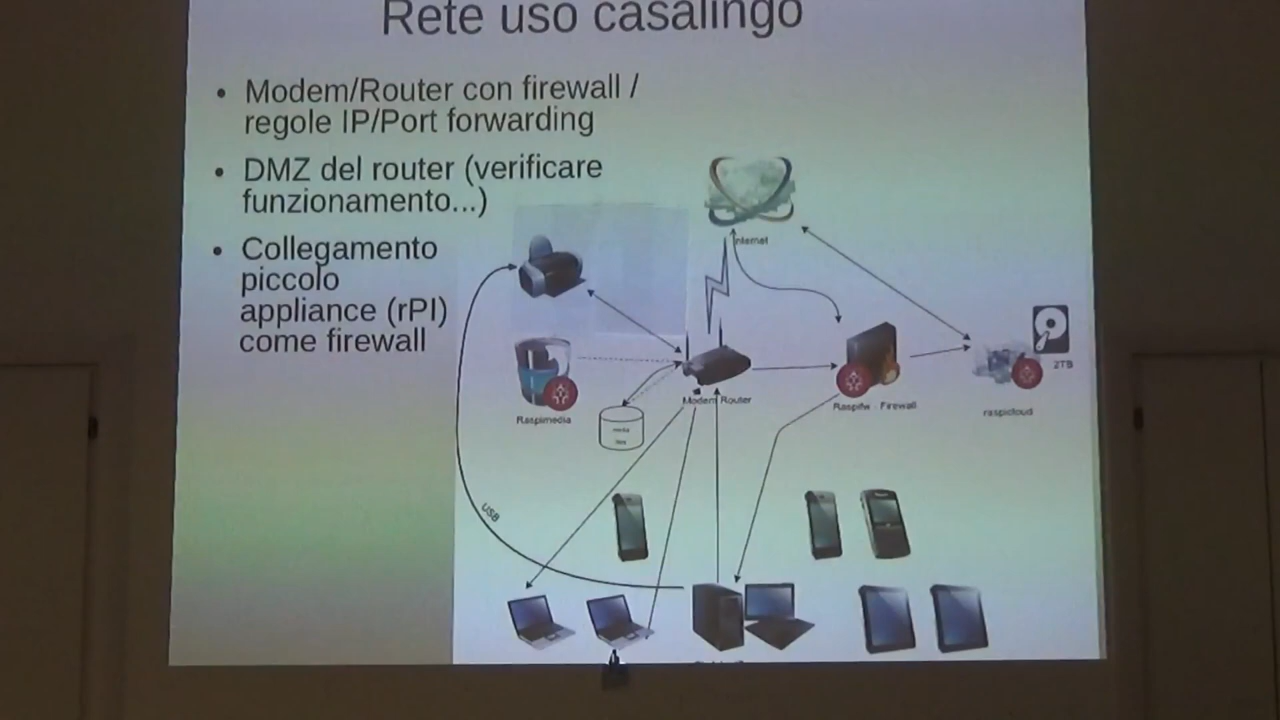 Rete uso casalingo
• Modem/Router con firewall /
regole IP/Port forwarding
• DMZ del router (verificare
funzionamento...)
• Collegamento
piccolo
appliance (rPI)
come firewall
Internet
2TB
Raspimedia
Modem Router
Raspifw - Firewall
raspicloud
media
USB